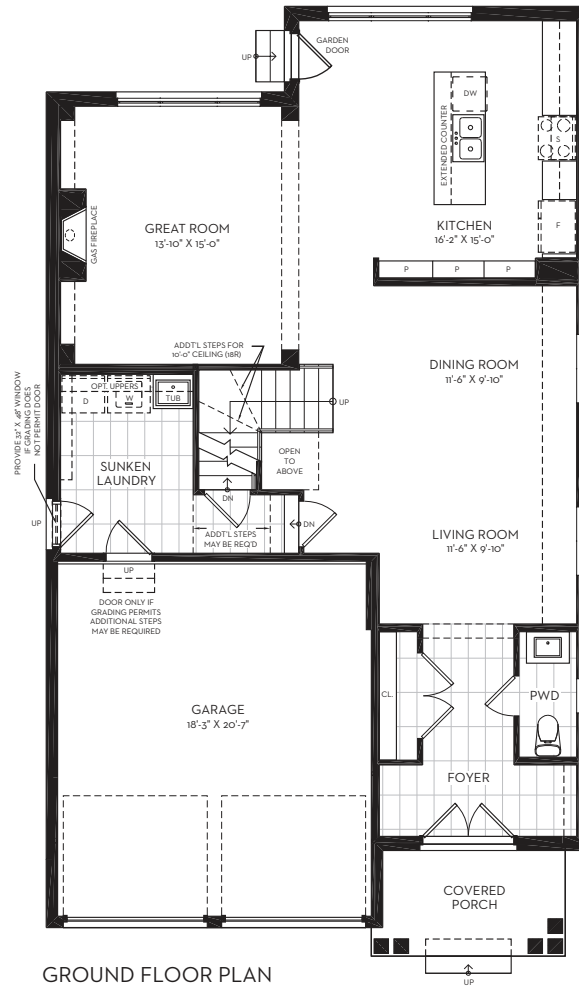 GARDEN
DOOR
UP
DW
EXTENDED COUNTER
S
F
KITCHEN
16'-2" X 15'-0"
P P P
GREAT ROOM
13'-10" X 15'-0"
GAS FIREPLACE
ADDT'L STEPS FOR
10'-0" CEILING (18R)
DINING ROOM
11'-6" X 9'-10"
UP
OPEN
TO
ABOVE
PROVIDE 32" X 48" WINDOW
IF GRADING DOES
NOT PERMIT DOOR
OPT. UPPERS
D
W
TUB
SUNKEN
LAUNDRY
UP
DN
DN
ADDT'L STEPS
MAY BE REQ'D
LIVING ROOM
11'-6" X 9'-10"
UP
DOOR ONLY IF
GRADING PERMITS
ADDITIONAL STEPS
MAY BE REQUIRED
GARAGE
18'-3" X 20'-7"
CL.
PWD
FOYER
COVERED
PORCH
UP
GROUND FLOOR PLAN